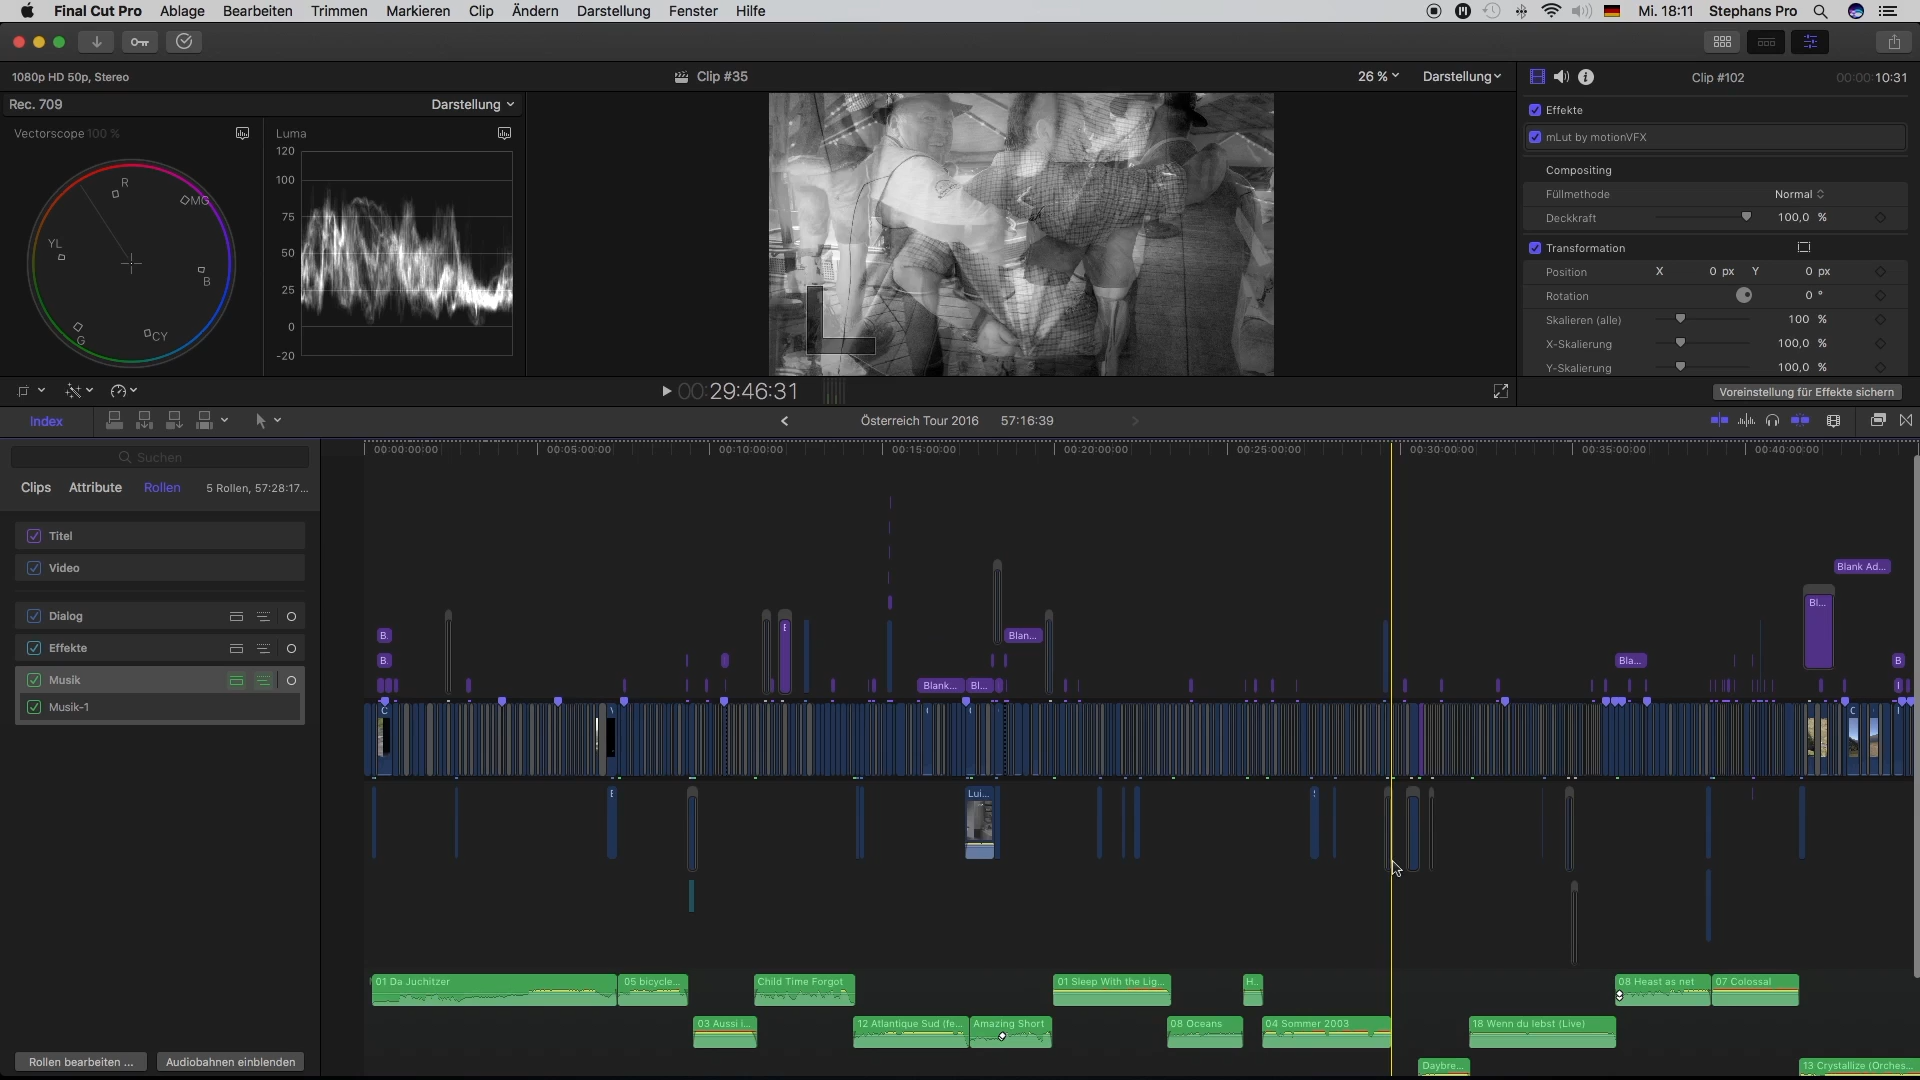 Final Cut Pro Ablage Bearbeiten Trimmen Markieren Clip Ändern Darstellung Fenster Hilfe Mi. 18:11 Stephans Pro
1080p HD 50p, Stereo
Clip #35
26 % Darstellung
Clip #102 00:00:10:31
Rec. 709 Darstellung
Vectorscope 100 %
Luma
R
MG
YL
B
G
CY
120
100
75
50
25
0
-20
Effekte
mLut by motionVFX
Compositing
Füllmethode Normal
Deckkraft 100,0 %
Transformation
Position X 0 px Y 0 px
Rotation 0 °
Skalieren (alle) 100 %
X-Skalierung 100,0 %
Y-Skalierung 100,0 %
00:29:46:31
Voreinstellung für Effekte sichern
Index
Österreich Tour 2016 57:16:39
Suchen
Clips Attribute Rollen 5 Rollen, 57:28:17...
Titel
Video
Dialog
Effekte
Musik
Musik-1
Rollen bearbeiten ... Audiobahnen einblenden
00:00:00:00 00:05:00:00 00:10:00:00 00:15:00:00 00:20:00:00 00:25:00:00 00:30:00:00 00:35:00:00 00:40:00:00
Blank Ad...
Bl...
B. Blan...
B. Bla... B
Blank... Bl...
Lui...
01 Da Juchitzer 05 bicycle... Child Time Forgot 01 Sleep With the Lig... H.. 08 Heast as net 07 Colossal
03 Aussi i... 12 Atlantique Sud (fe... Amazing Short 08 Oceans 04 Sommer 2003 18 Wenn du lebst (Live)
Daybre... 13 Crystallize (Orches...